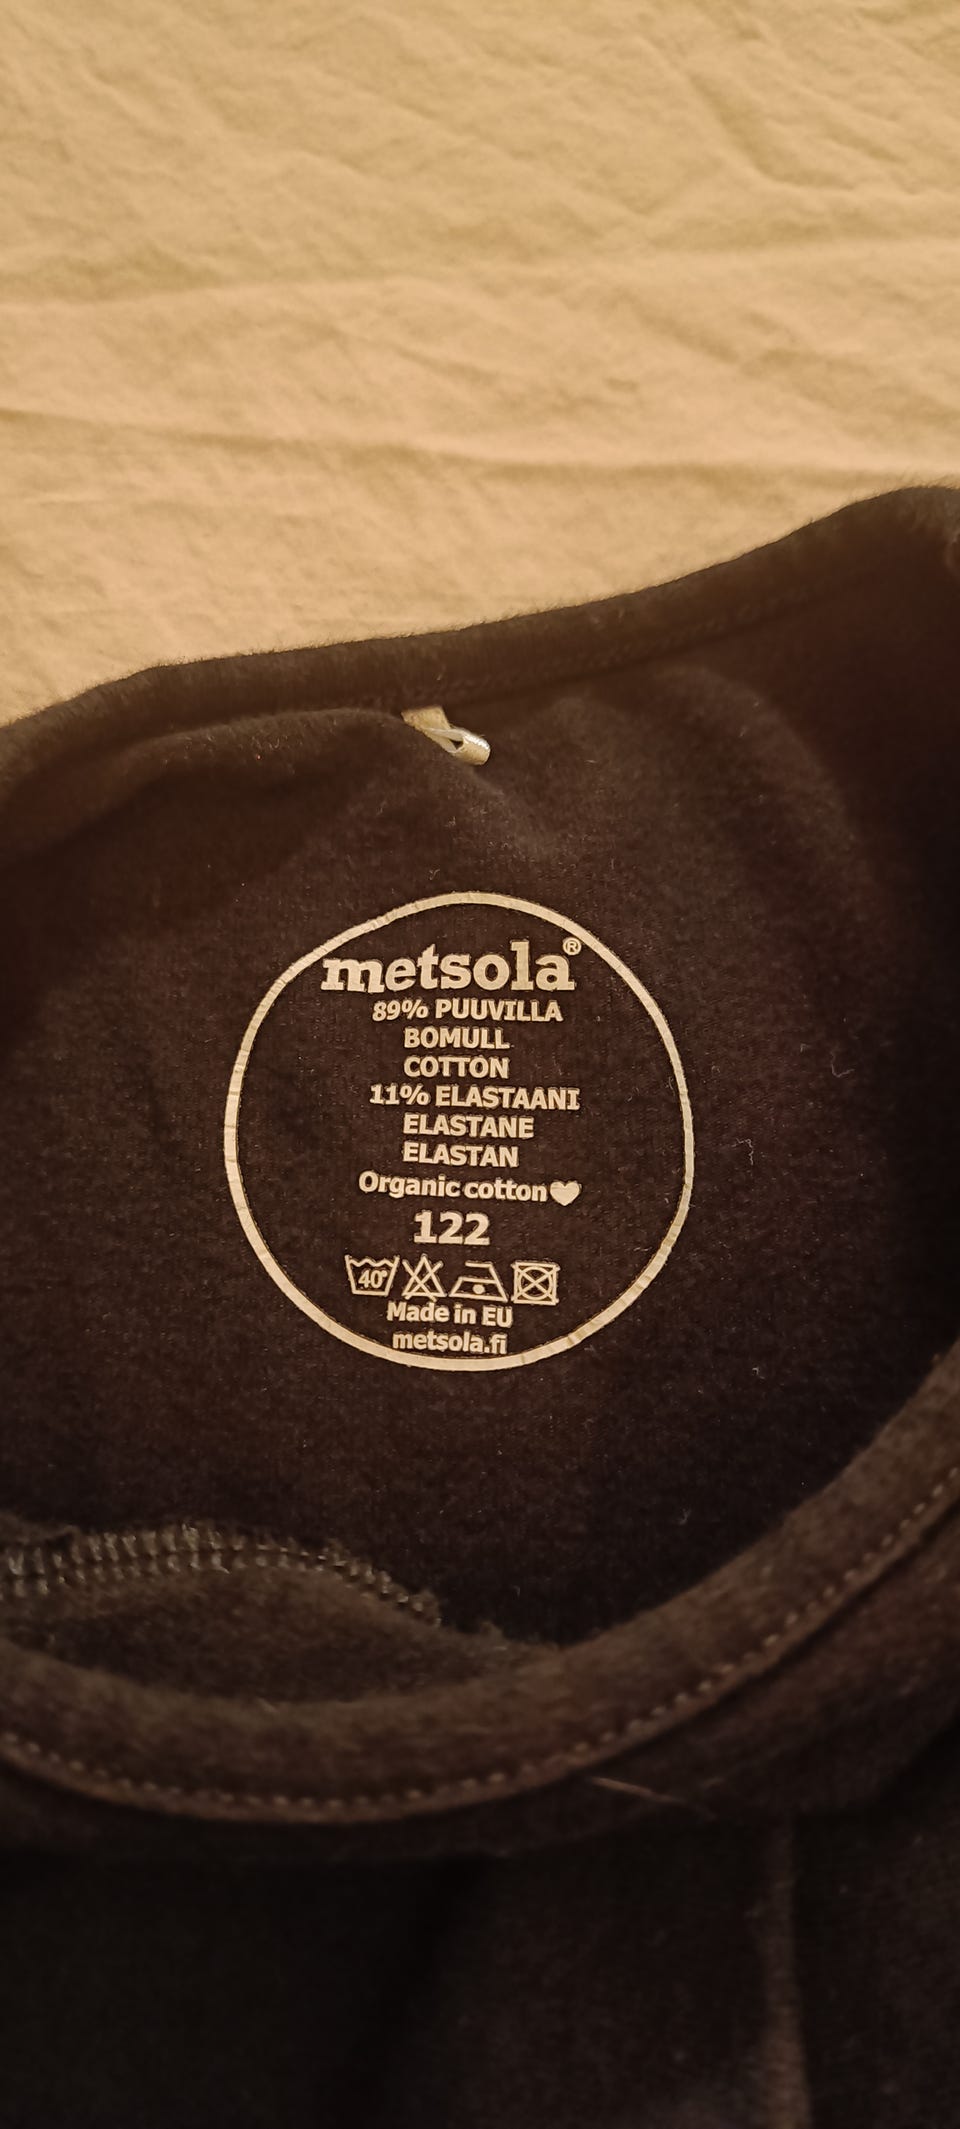 metsola®
89% PUUVILLA
BOMULL
COTTON
11% ELASTAANI
ELASTANE
ELASTAN
Organic cotton♥
122
40°
Made in EU
metsola.fi